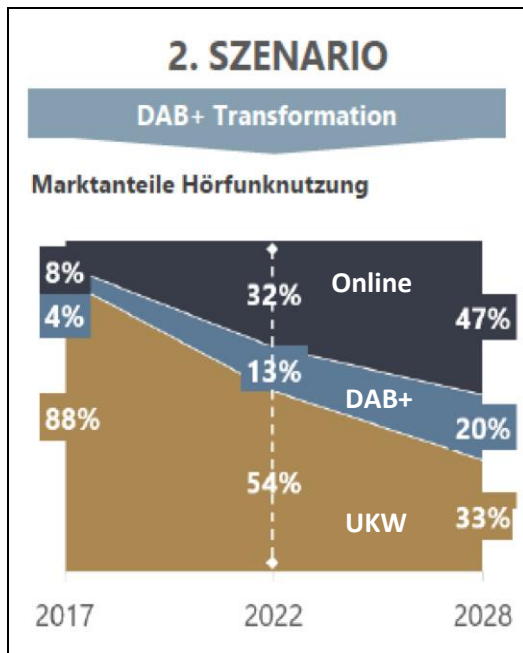 2. SZENARIO
DAB+ Transformation
Marktanteile Hörfunknutzung
8%
32%
Online
47%
4%
13%
DAB+
20%
88%
54%
UKW
33%
2017
2022
2028